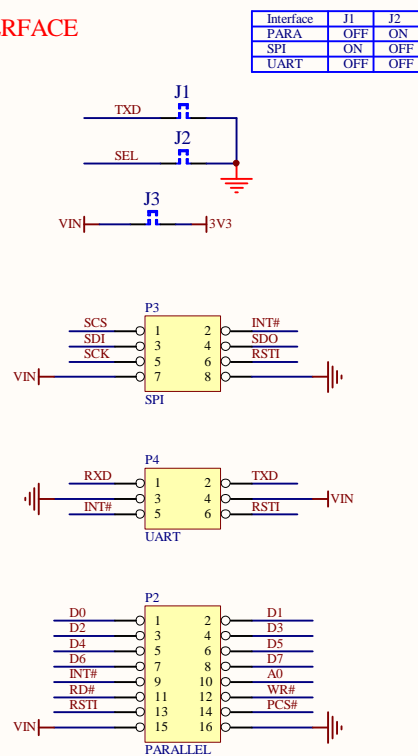 ERFACE
Interface J1 J2
PARA OFF ON
SPI ON OFF
UART OFF OFF
J1
TXD
J2
SEL
J3
VIN 3V3
P3
SCS 1 2 INT#
SDI 3 4 SDO
SCK 5 6 RSTI
VIN 7 8
SPI
P4
RXD 1 2 TXD
3 4 VIN
INT# 5 6 RSTI
UART
P2
D0 1 2 D1
D2 3 4 D3
D4 5 6 D5
D6 7 8 D7
INT# 9 10 A0
RD# 11 12 WR#
RSTI 13 14 PCS#
VIN 15 16
PARALLEL